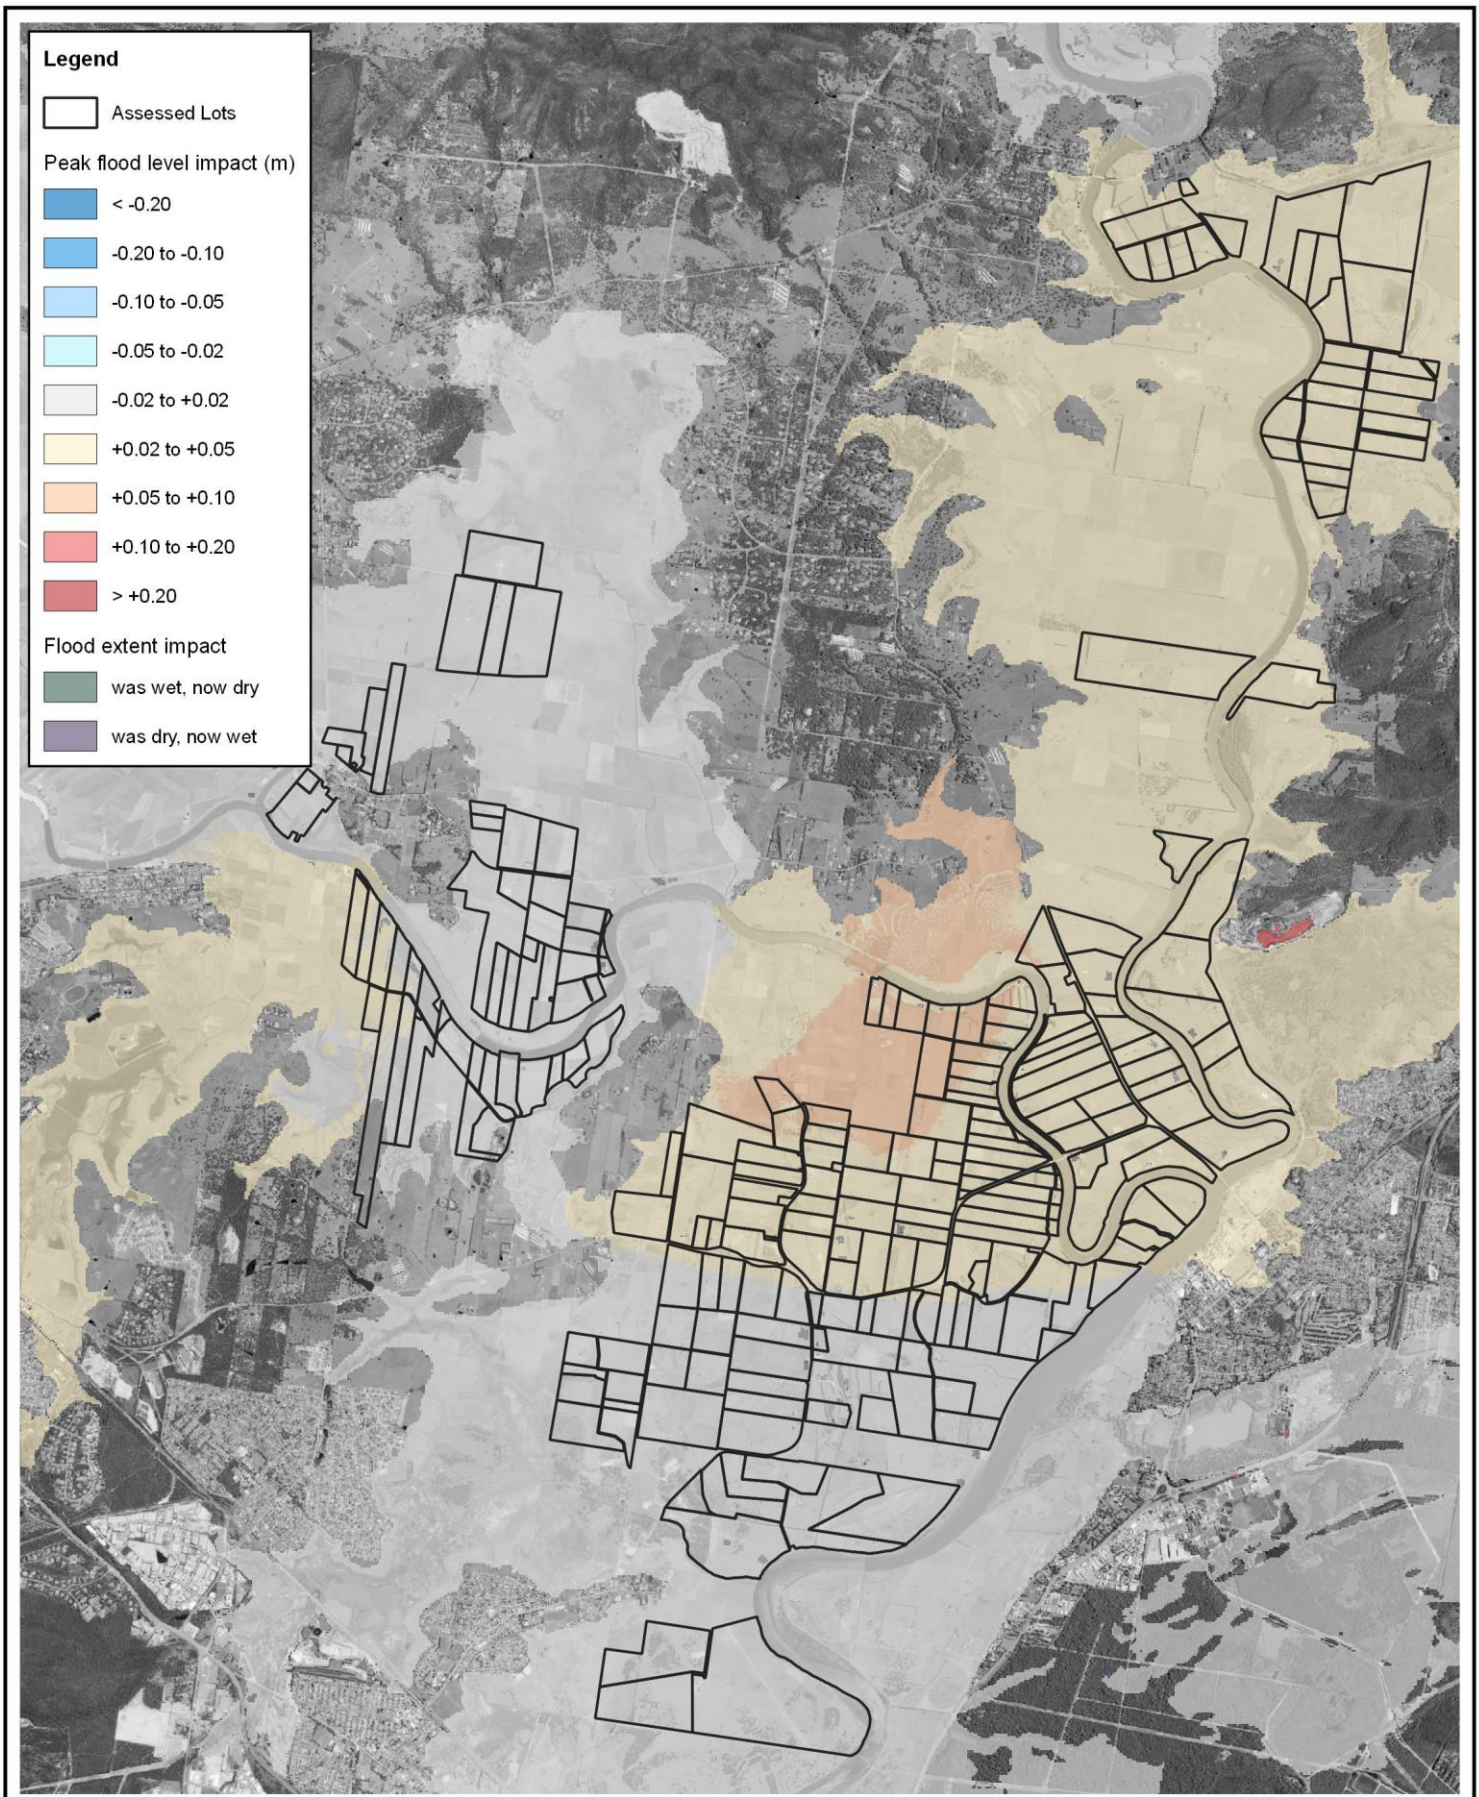 Legend
Assessed Lots
Peak flood level impact (m)
< -0.20
-0.20 to -0.10
-0.10 to -0.05
-0.05 to -0.02
-0.02 to +0.02
+0.02 to +0.05
+0.05 to +0.10
+0.10 to +0.20
> +0.20
Flood extent impact
was wet, now dry
was dry, now wet